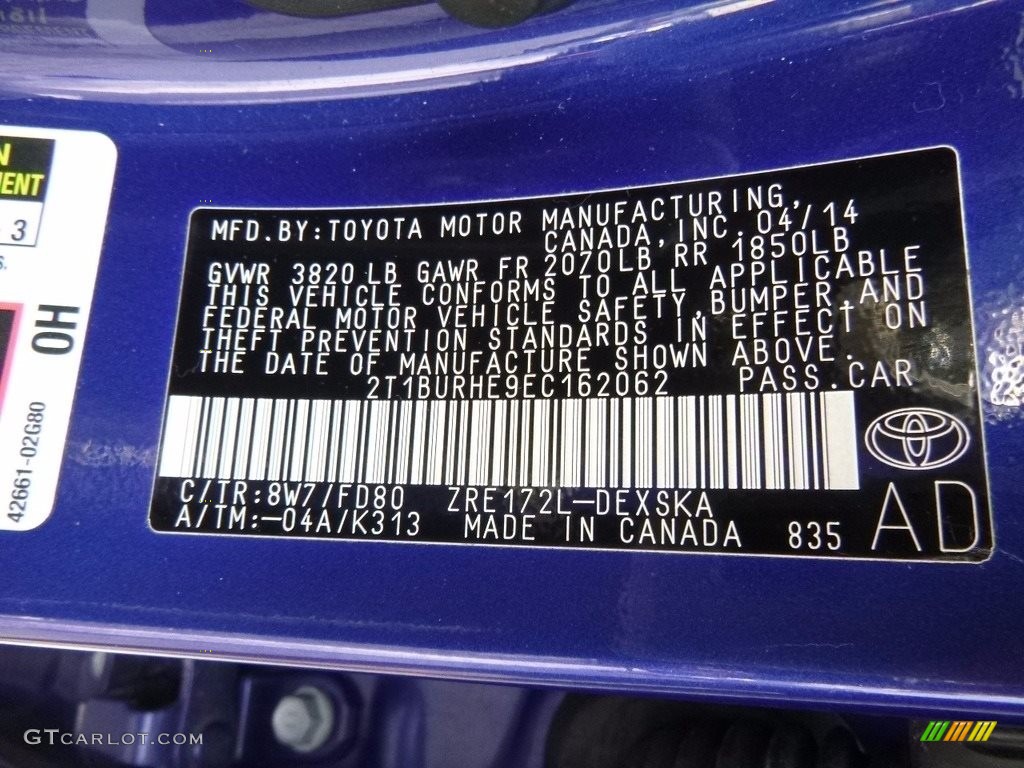 MFD.BY:TOYOTA MOTOR MANUFACTURING,
CANADA,INC.04/14
GVWR 3820 LB GAWR FR 2070LB RR 1850LB
THIS VEHICLE CONFORMS TO ALL APPLICABLE
FEDERAL MOTOR VEHICLE SAFETY,BUMPER,AND
THEFT PREVENTION STANDARDS IN EFFECT ON
THE DATE OF MANUFACTURE SHOWN ABOVE.
2T1BURHE9EC162062 PASS.CAR
C/TR:8W7/FD80 ZRE172L-DEXSKA
A/TM:-04A/K313 MADE IN CANADA 835
AD
3
0H
42661-02G80
GTCARLOT.COM